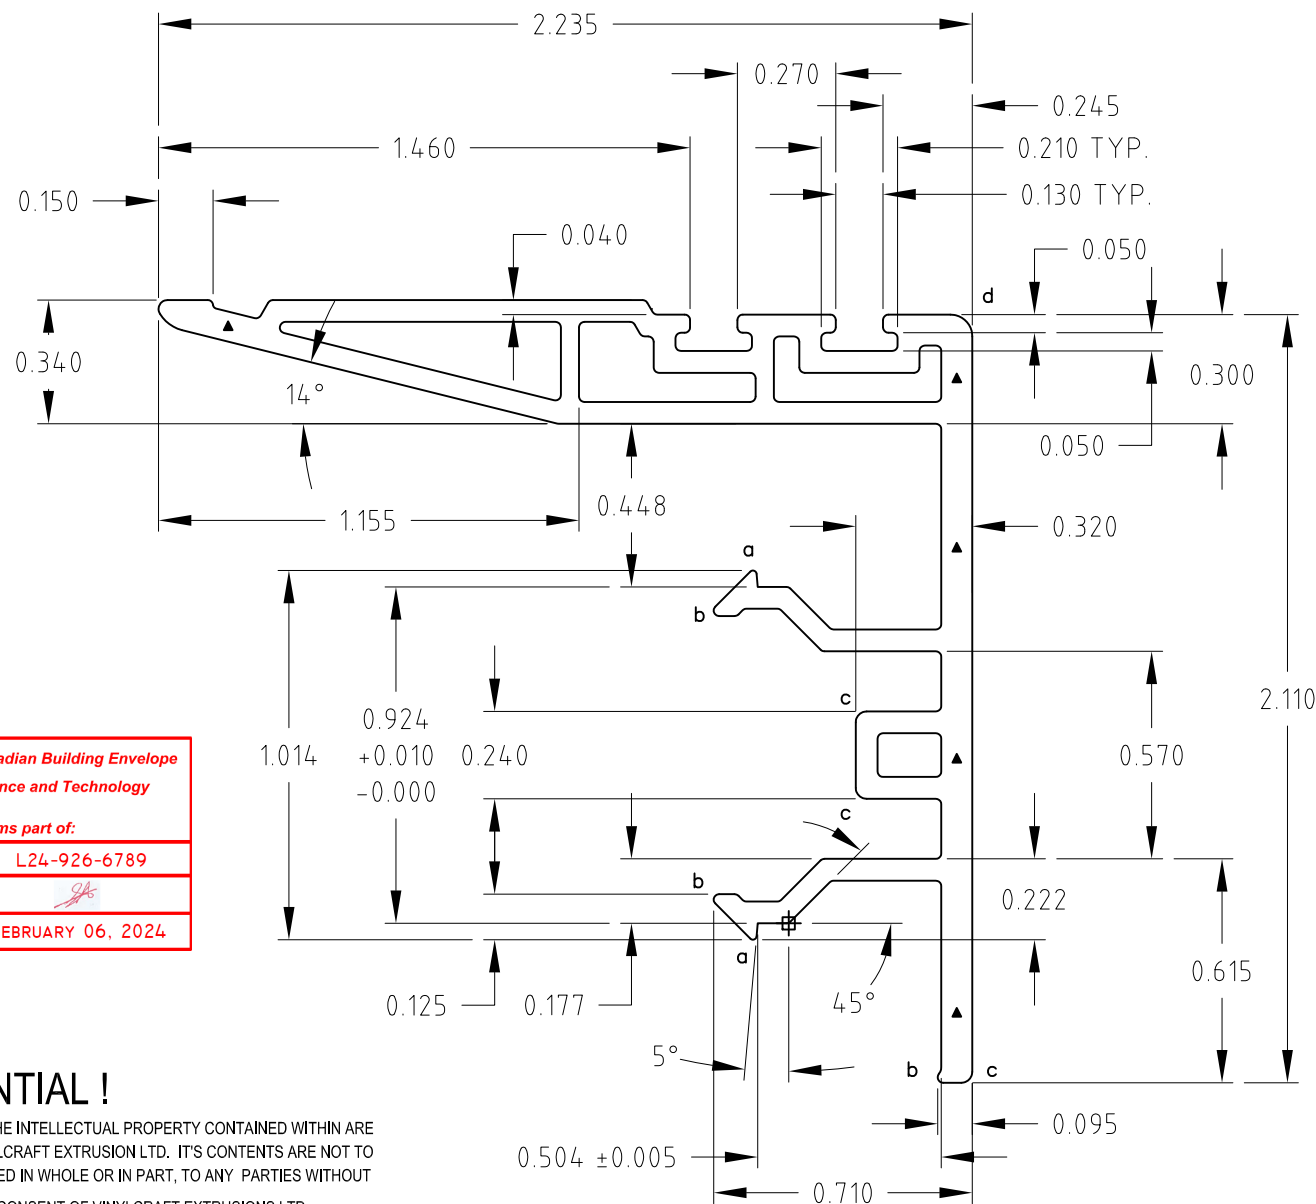 2.235
0.270
0.245
1.460
0.210 TYP.
0.150
0.130 TYP.
0.040
0.050
d
0.340
0.300
14°
0.050
0.448
1.155
0.320
a
b
2.110
c
0.924
+0.010
-0.000
1.014
0.240
0.570
adian Building Envelope
nce and Technology
ms part of:
L24-926-6789
EBRUARY 06, 2024
c
b
0.222
a
0.615
0.125
0.177
45°
5°
b
c
0.095
0.504 ±0.005
0.710
NTIAL !
HE INTELLECTUAL PROPERTY CONTAINED WITHIN ARE
LCRAFT EXTRUSION LTD. IT'S CONTENTS ARE NOT TO
ED IN WHOLE OR IN PART, TO ANY PARTIES WITHOUT
CONSENT OF VINYLCRAFT EXTRUSIONS LTD